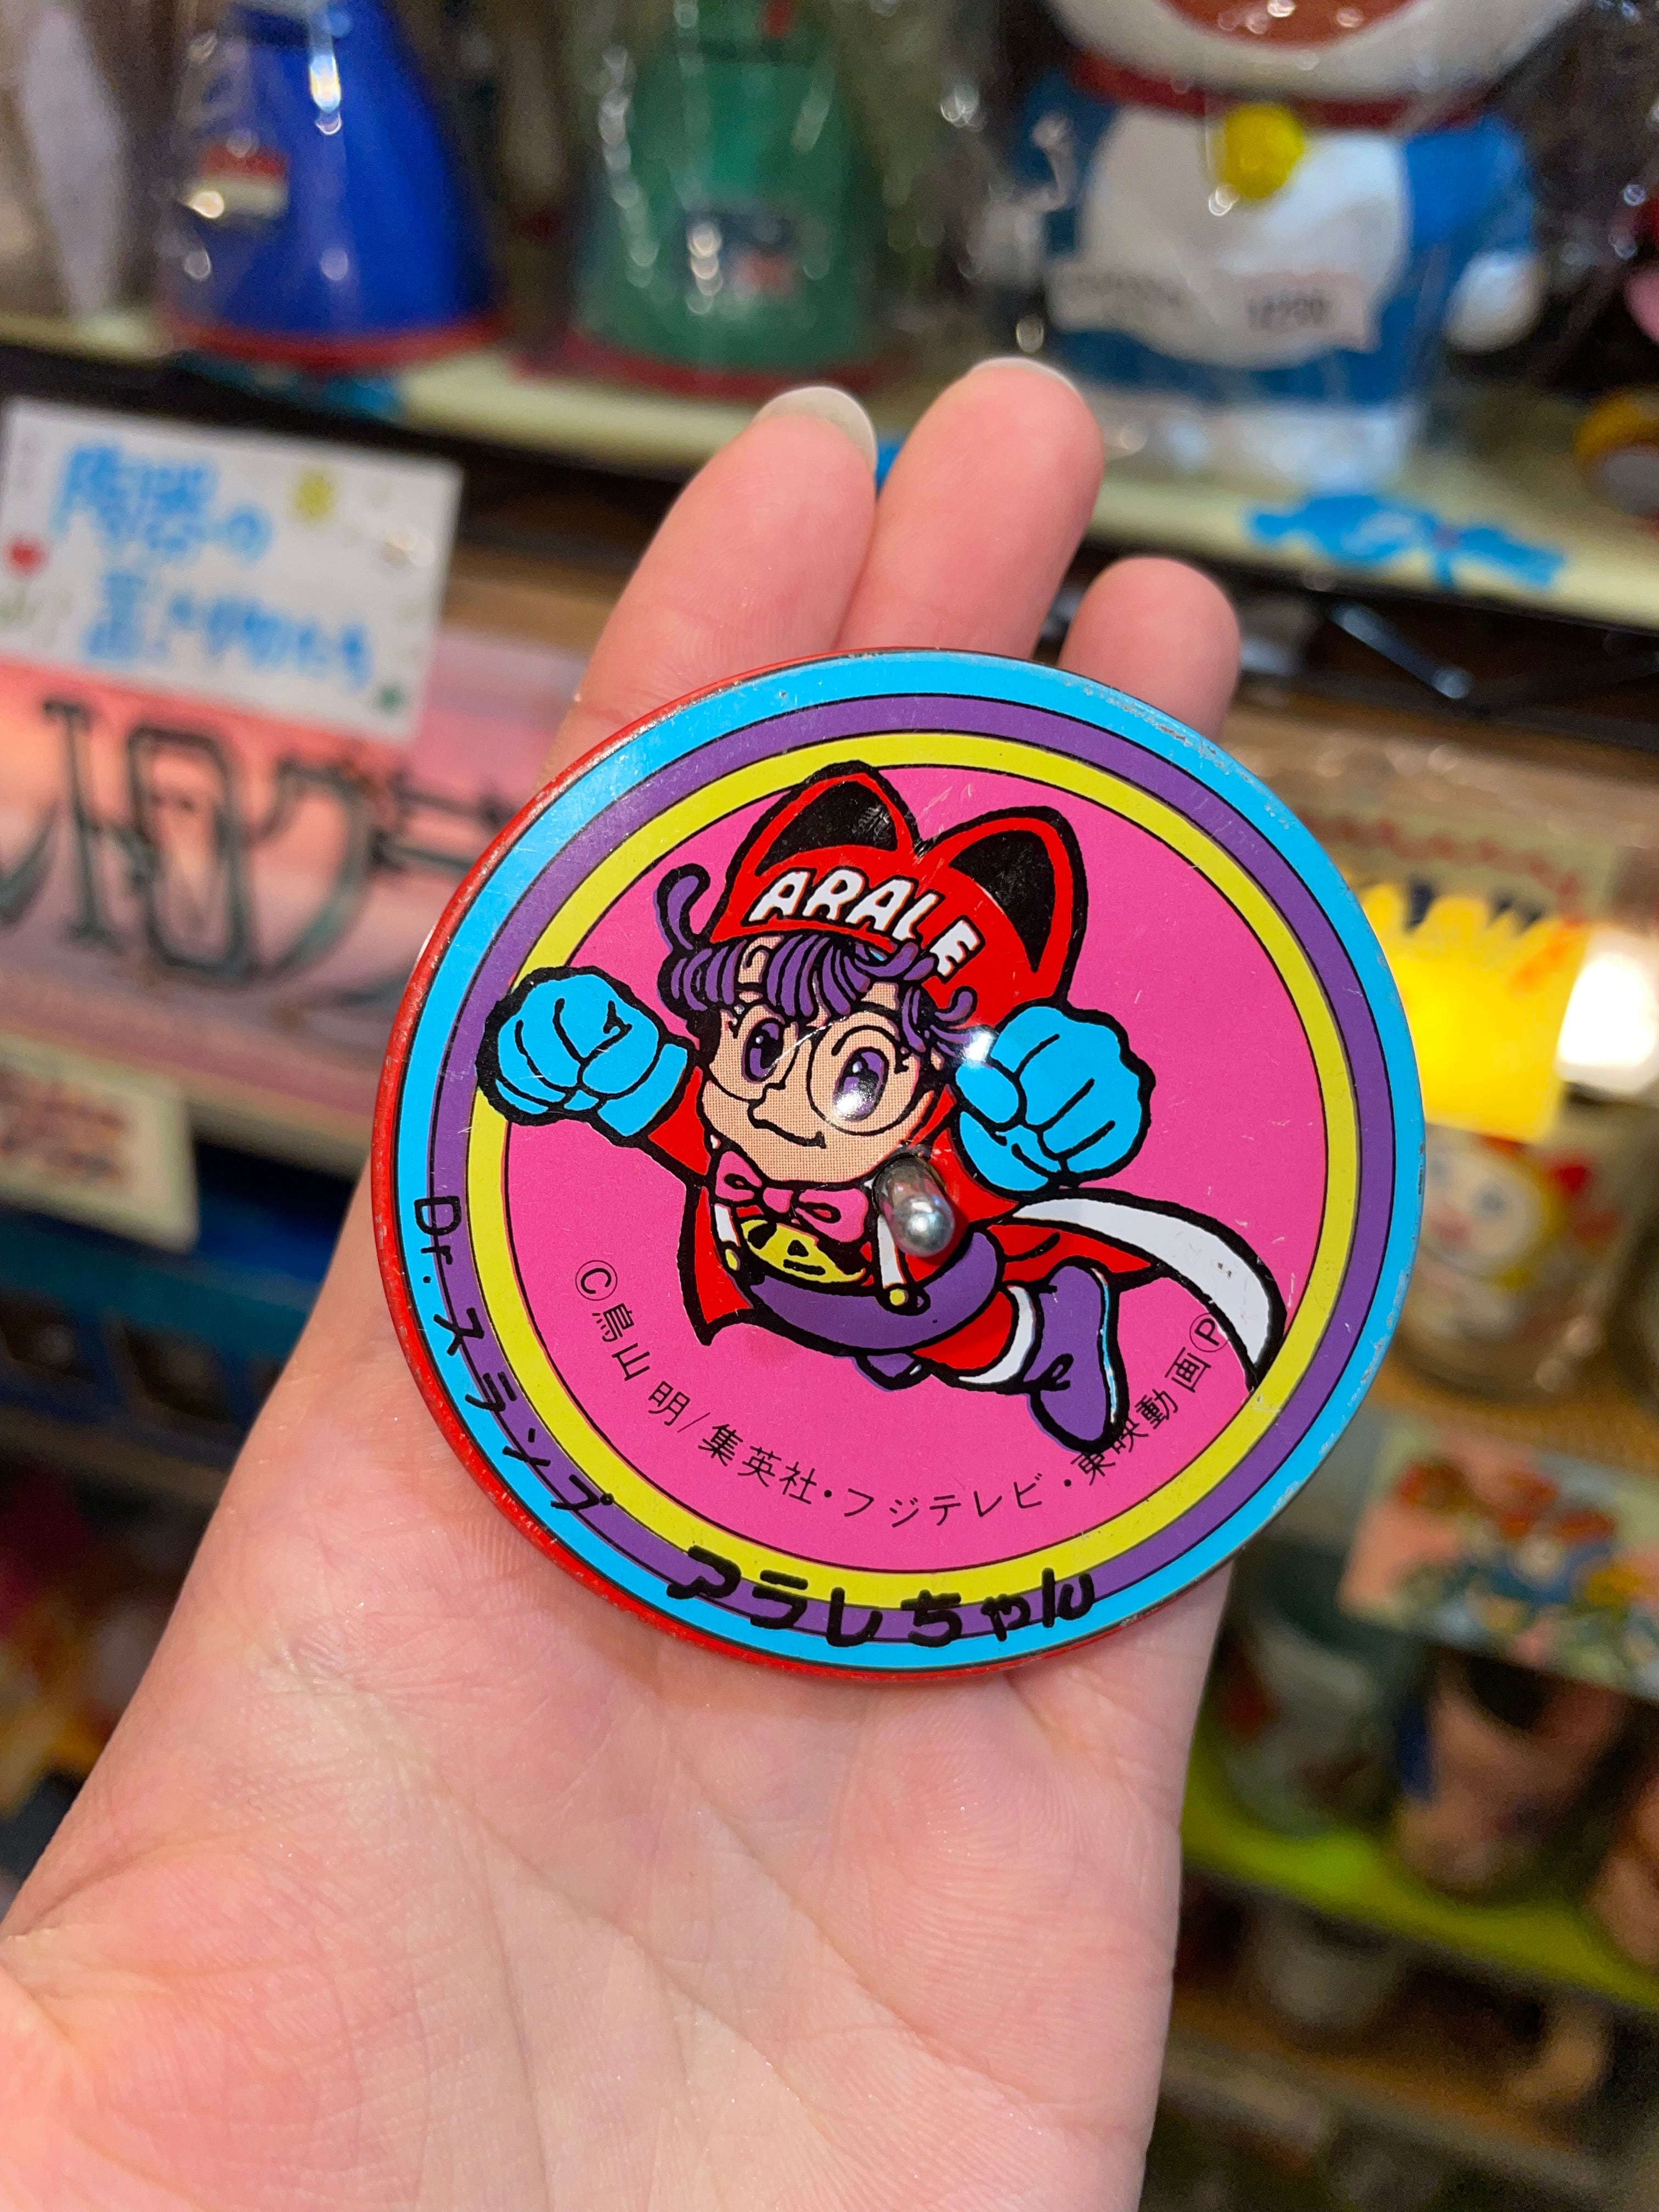 ARALE
Dr.スランプ
アラレちゃん
©鳥山 明/集英社・フジテレビ・東映動画Ⓟ